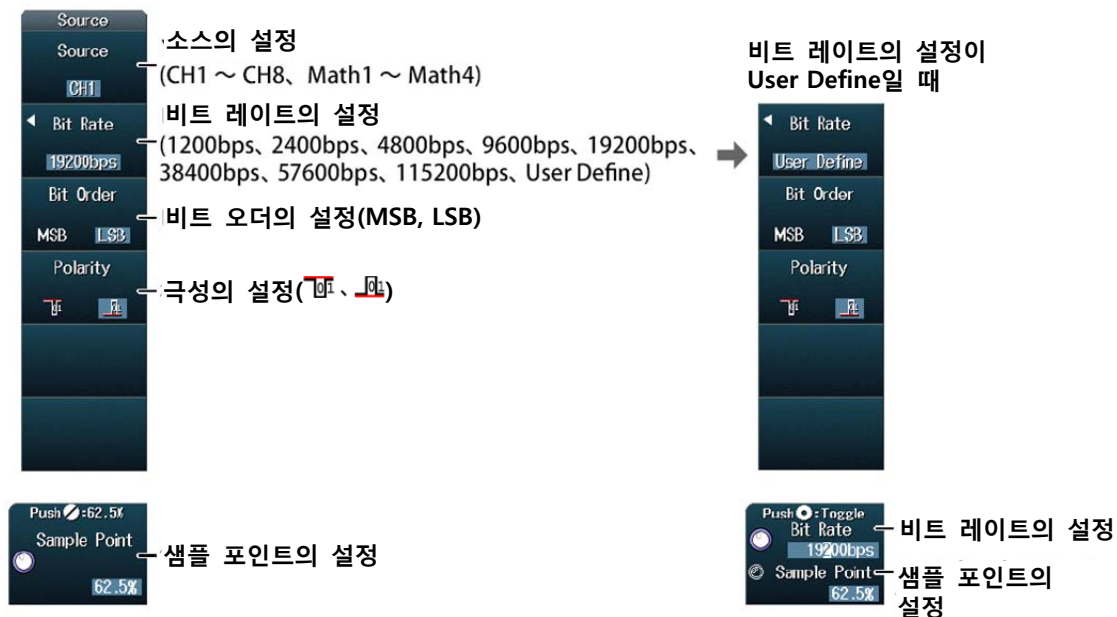 Source
Source
CH1
소스의 설정
(CH1 ～ CH8、Math1 ～ Math4)
Bit Rate
19200bps
비트 레이트의 설정
(1200bps、2400bps、4800bps、9600bps、19200bps、
38400bps、57600bps、115200bps、User Define)
Bit Order
MSB LSB
비트 오더의 설정(MSB, LSB)
Polarity
01 01
극성의 설정(01、01)
Push:62.5%
Sample Point
62.5%
샘플 포인트의 설정
비트 레이트의 설정이
User Define일 때
Bit Rate
User Define
Bit Order
MSB LSB
Polarity
01 01
Push:Toggle
Bit Rate
19200bps
비트 레이트의 설정
Sample Point
62.5%
샘플 포인트의
설정